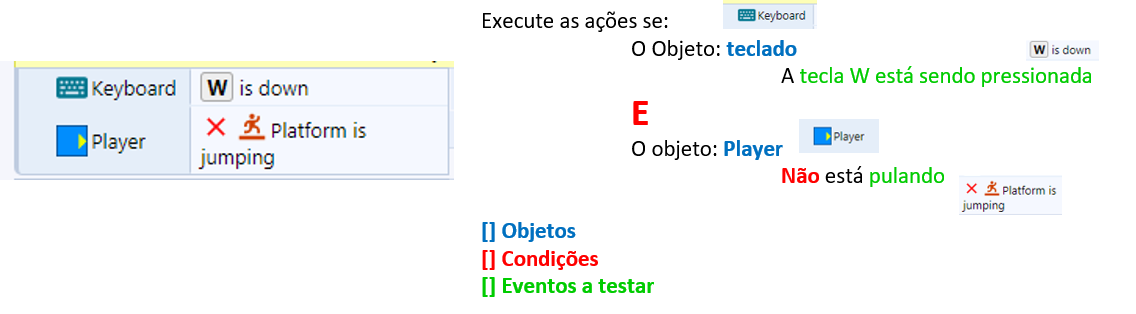 Keyboard
W is down
Player
Platform is
jumping
Execute as ações se:
Keyboard
O Objeto: teclado
W is down
A tecla W está sendo pressionada
E
O objeto: Player
Player
Não está pulando
Platform is
jumping
[] Objetos
[] Condições
[] Eventos a testar